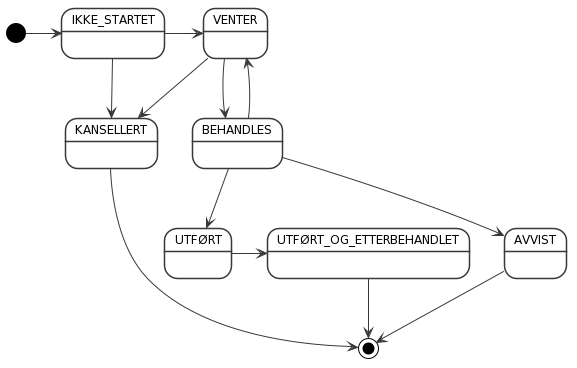 IKKE_STARTET
VENTER
KANSELLERT
BEHANDLES
UTFØRT
UTFØRT_OG_ETTERBEHANDLET
AVVIST